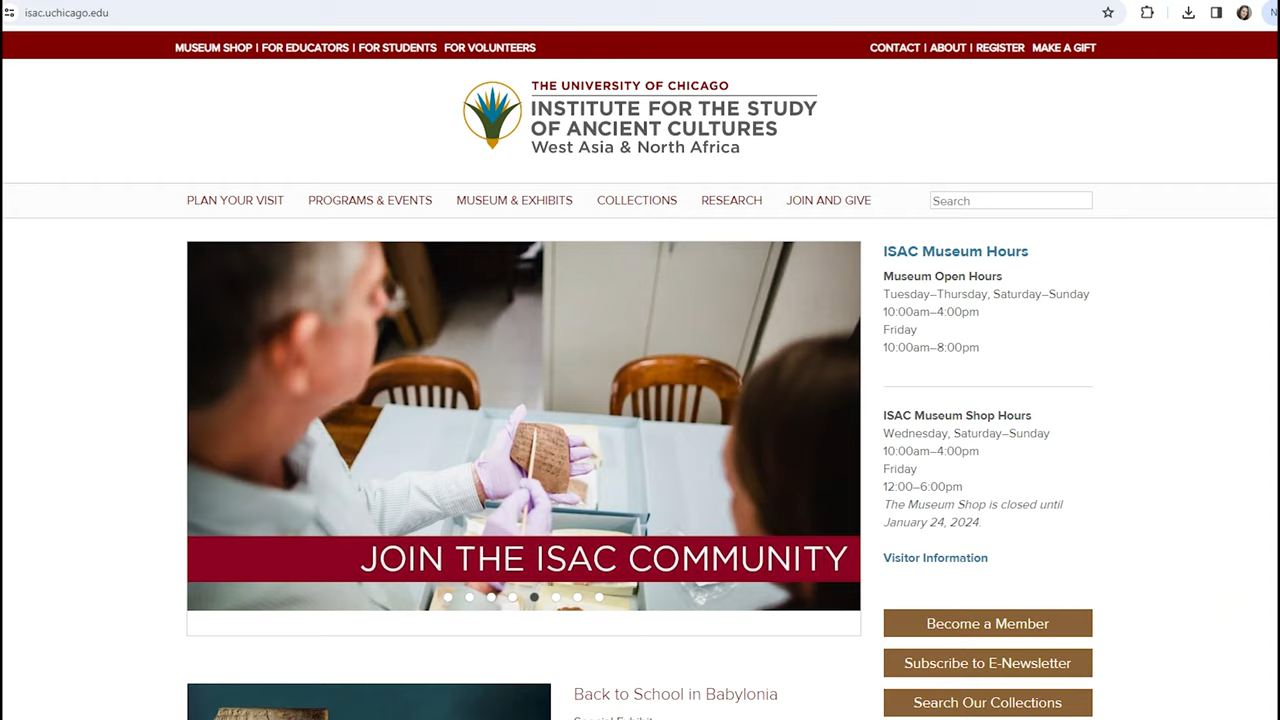 isac.uchicago.edu
MUSEUM SHOP | FOR EDUCATORS | FOR STUDENTS FOR VOLUNTEERS
CONTACT | ABOUT | REGISTER MAKE A GIFT
THE UNIVERSITY OF CHICAGO
INSTITUTE FOR THE STUDY
OF ANCIENT CULTURES
West Asia & North Africa
PLAN YOUR VISIT PROGRAMS & EVENTS MUSEUM & EXHIBITS COLLECTIONS RESEARCH JOIN AND GIVE Search
JOIN THE ISAC COMMUNITY
ISAC Museum Hours
Museum Open Hours
Tuesday–Thursday, Saturday–Sunday
10:00am–4:00pm
Friday
10:00am–8:00pm
ISAC Museum Shop Hours
Wednesday, Saturday–Sunday
10:00am–4:00pm
Friday
12:00–6:00pm
The Museum Shop is closed until
January 24, 2024.
Visitor Information
Become a Member
Subscribe to E-Newsletter
Search Our Collections
Back to School in Babylonia
Special Exhibit